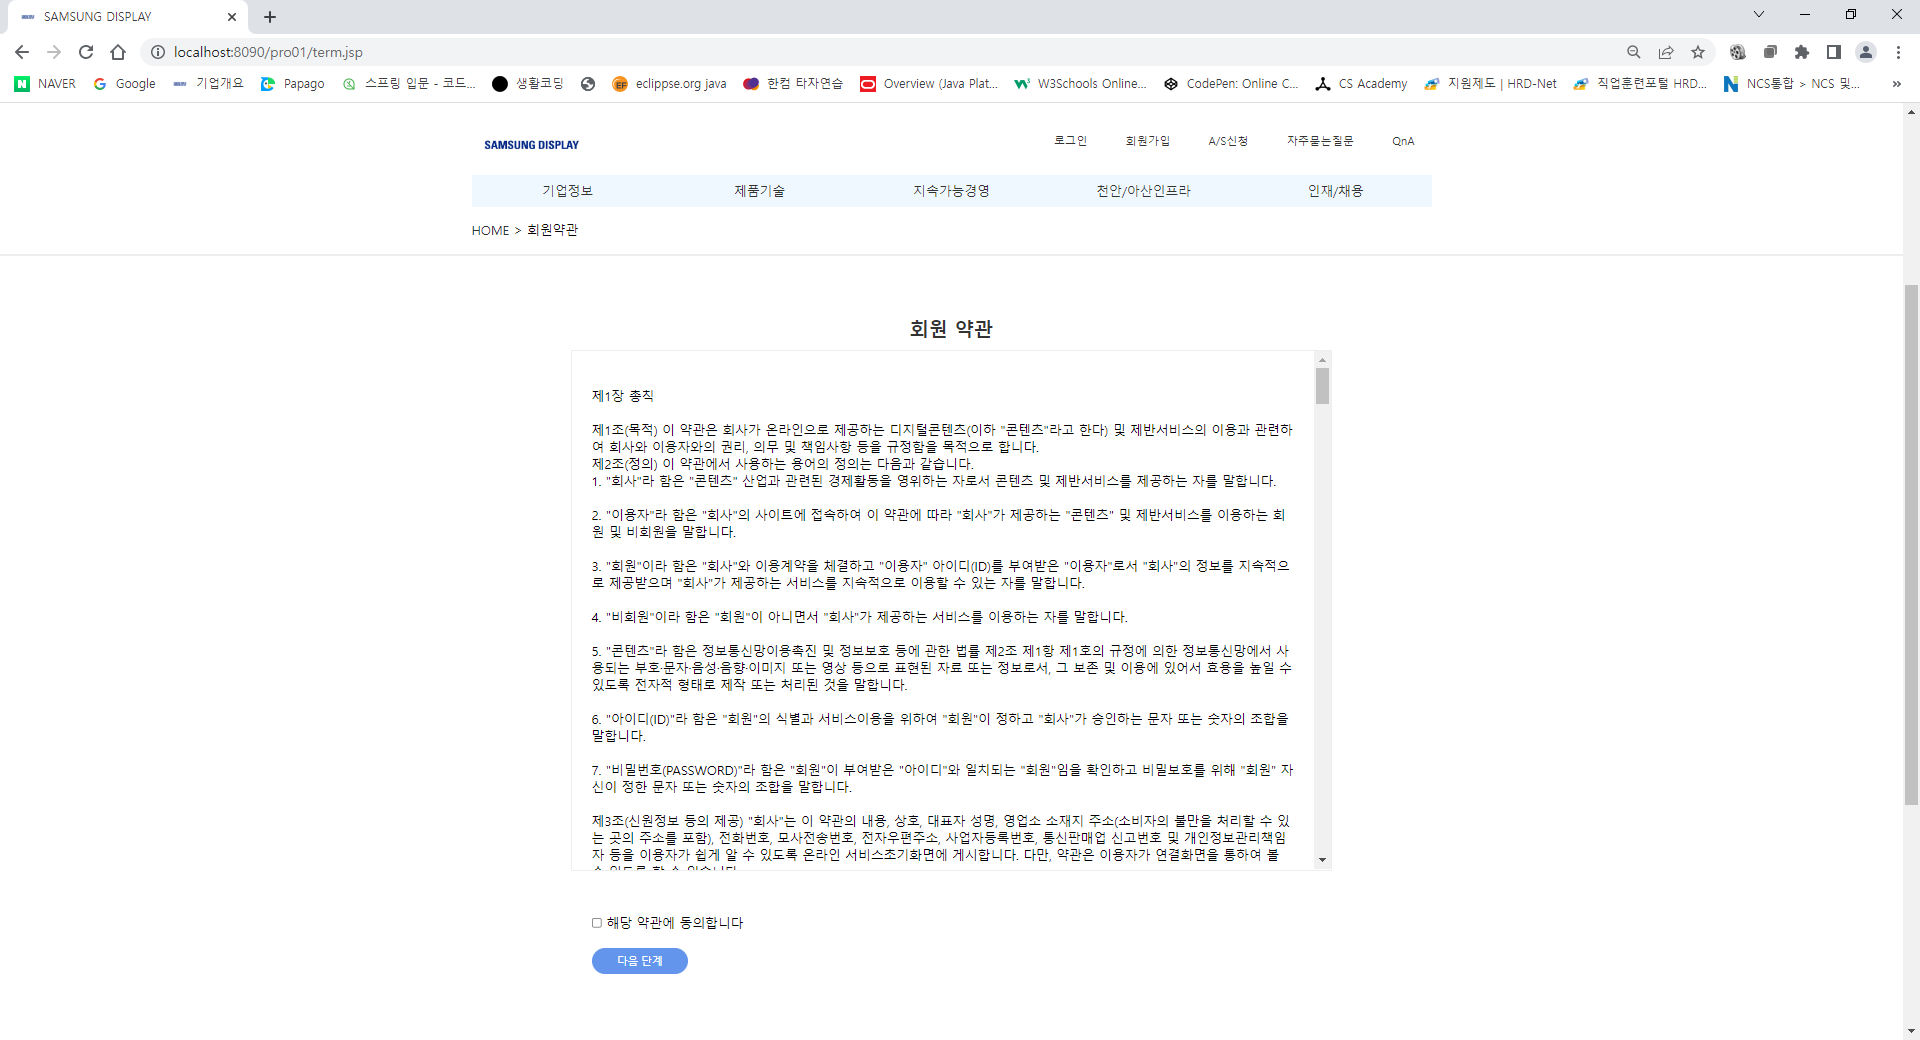 SAMSUNG DISPLAY
localhost:8090/pro01/term.jsp
NAVER Google 기업개요 Papago 스프링 입문 - 코드... 생활코딩 eclippse.org java 한컴 타자연습 Overview (Java Plat... W3Schools Online... CodePen: Online C... CS Academy 지원제도 | HRD-Net 직업훈련포털 HRD... NCS통합 > NCS 및... »
SAMSUNG DISPLAY
로그인 회원가입 A/S신청 자주묻는질문 QnA
기업정보 제품기술 지속가능경영 천안/아산인프라 인재/채용
HOME > 회원약관
회원 약관
제1장 총칙
제1조(목적) 이 약관은 회사가 온라인으로 제공하는 디지털콘텐츠(이하 "콘텐츠"라고 한다) 및 제반서비스의 이용과 관련하
여 회사와 이용자와의 권리, 의무 및 책임사항 등을 규정함을 목적으로 합니다.
제2조(정의) 이 약관에서 사용하는 용어의 정의는 다음과 같습니다.
1. "회사"라 함은 "콘텐츠" 산업과 관련된 경제활동을 영위하는 자로서 콘텐츠 및 제반서비스를 제공하는 자를 말합니다.
2. "이용자"라 함은 "회사"의 사이트에 접속하여 이 약관에 따라 "회사"가 제공하는 "콘텐츠" 및 제반서비스를 이용하는 회
원 및 비회원을 말합니다.
3. "회원"이라 함은 "회사"와 이용계약을 체결하고 "이용자" 아이디(ID)를 부여받은 "이용자"로서 "회사"의 정보를 지속적으
로 제공받으며 "회사"가 제공하는 서비스를 지속적으로 이용할 수 있는 자를 말합니다.
4. "비회원"이라 함은 "회원"이 아니면서 "회사"가 제공하는 서비스를 이용하는 자를 말합니다.
5. "콘텐츠"라 함은 정보통신망이용촉진 및 정보보호 등에 관한 법률 제2조 제1항 제1호의 규정에 의한 정보통신망에서 사
용되는 부호·문자·음성·음향·이미지 또는 영상 등으로 표현된 자료 또는 정보로서, 그 보존 및 이용에 있어서 효용을 높일 수
있도록 전자적 형태로 제작 또는 처리된 것을 말합니다.
6. "아이디(ID)"라 함은 "회원"의 식별과 서비스이용을 위하여 "회원"이 정하고 "회사"가 승인하는 문자 또는 숫자의 조합을
말합니다.
7. "비밀번호(PASSWORD)"라 함은 "회원"이 부여받은 "아이디"와 일치되는 "회원"임을 확인하고 비밀보호를 위해 "회원" 자
신이 정한 문자 또는 숫자의 조합을 말합니다.
제3조(신원정보 등의 제공) "회사"는 이 약관의 내용, 상호, 대표자 성명, 영업소 소재지 주소(소비자의 불만을 처리할 수 있
는 곳의 주소를 포함), 전화번호, 모사전송번호, 전자우편주소, 사업자등록번호, 통신판매업 신고번호 및 개인정보관리책임
자 등을 이용자가 쉽게 알 수 있도록 온라인 서비스초기화면에 게시합니다. 다만, 약관은 이용자가 연결화면을 통하여 볼
해당 약관에 동의합니다
다음 단계